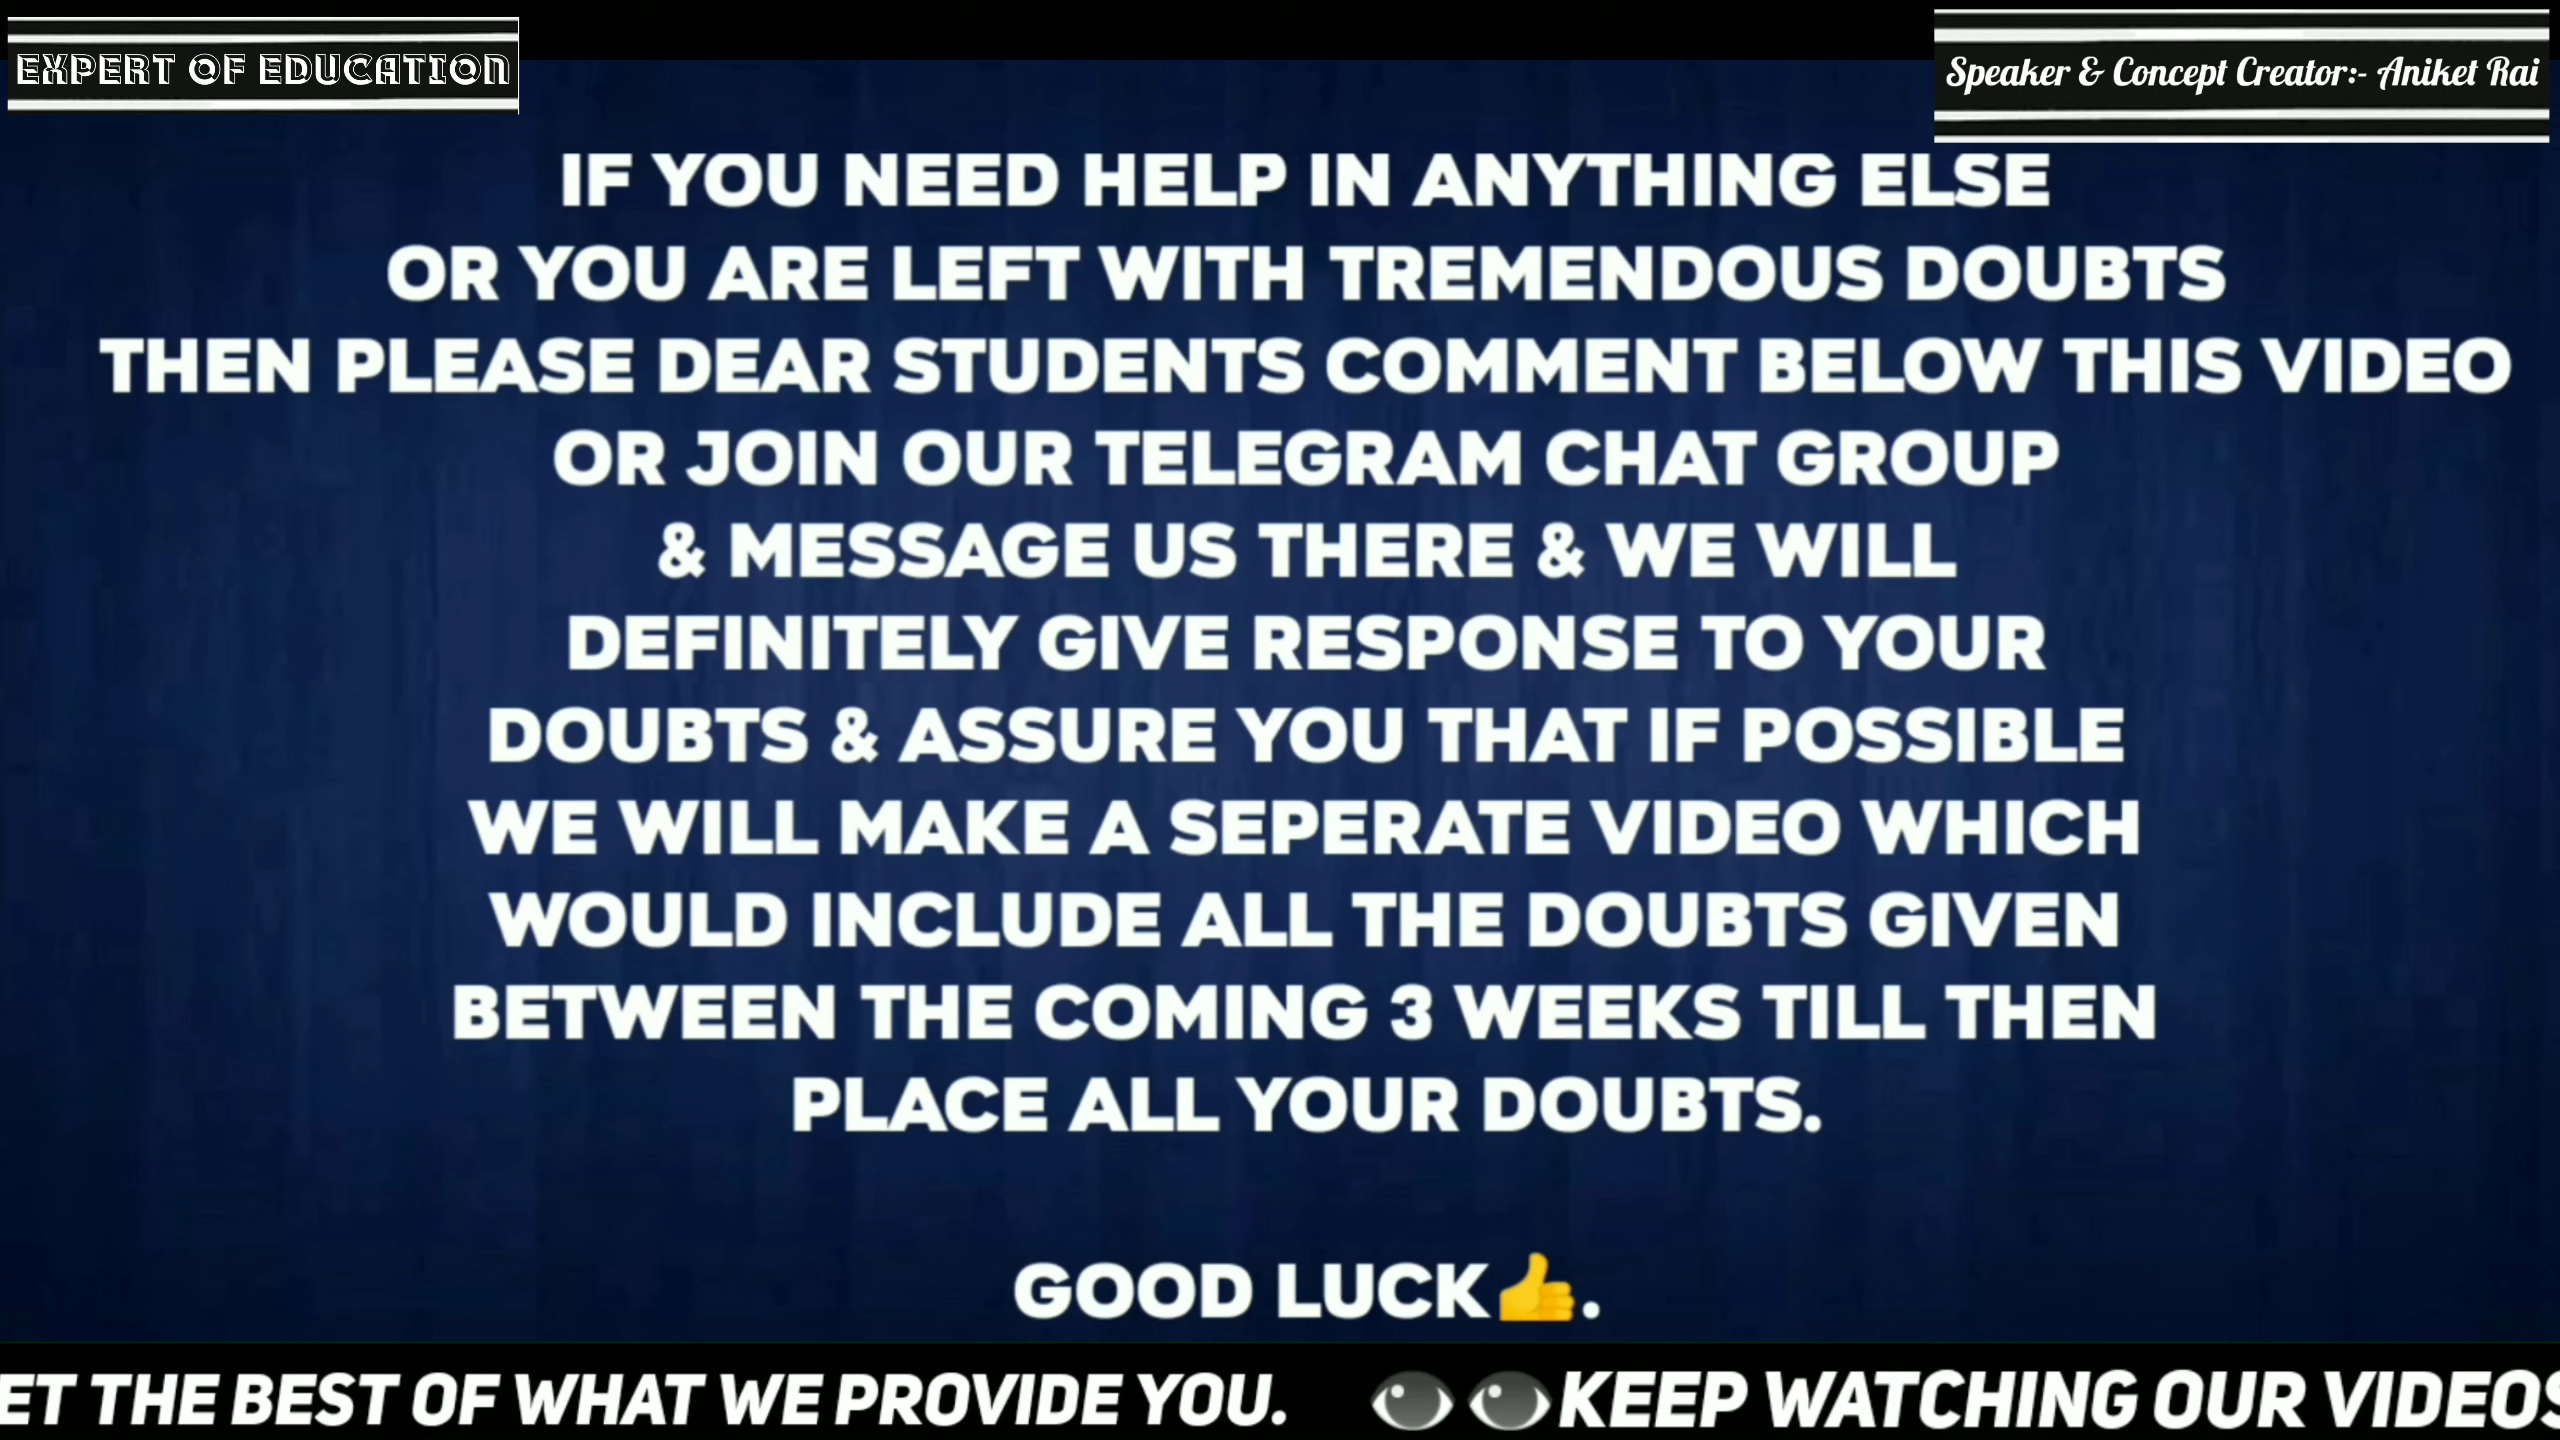 EXPERT OF EDUCATION
Speaker & Concept Creator:- Aniket Rai
IF YOU NEED HELP IN ANYTHING ELSE
OR YOU ARE LEFT WITH TREMENDOUS DOUBTS
THEN PLEASE DEAR STUDENTS COMMENT BELOW THIS VIDEO
OR JOIN OUR TELEGRAM CHAT GROUP
& MESSAGE US THERE & WE WILL
DEFINITELY GIVE RESPONSE TO YOUR
DOUBTS & ASSURE YOU THAT IF POSSIBLE
WE WILL MAKE A SEPERATE VIDEO WHICH
WOULD INCLUDE ALL THE DOUBTS GIVEN
BETWEEN THE COMING 3 WEEKS TILL THEN
PLACE ALL YOUR DOUBTS.
GOOD LUCK👍.
ET THE BEST OF WHAT WE PROVIDE YOU. 👁👁KEEP WATCHING OUR VIDEOS